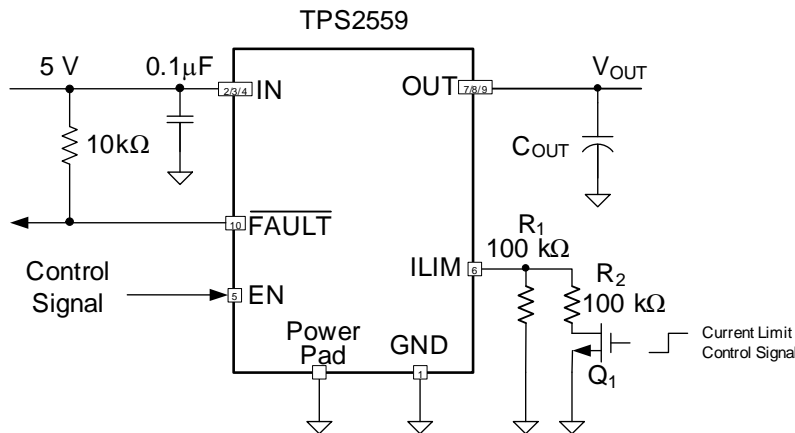 TPS2559
5 V
0.1μF
2/3/4
IN
OUT
7/8/9
VOUT
10kΩ
COUT
10
FAULT
R1
100 kΩ
ILIM
6
R2
100 kΩ
Control
Signal
5
EN
Power
Pad
GND
1
Q1
Current Limit
Control Signal